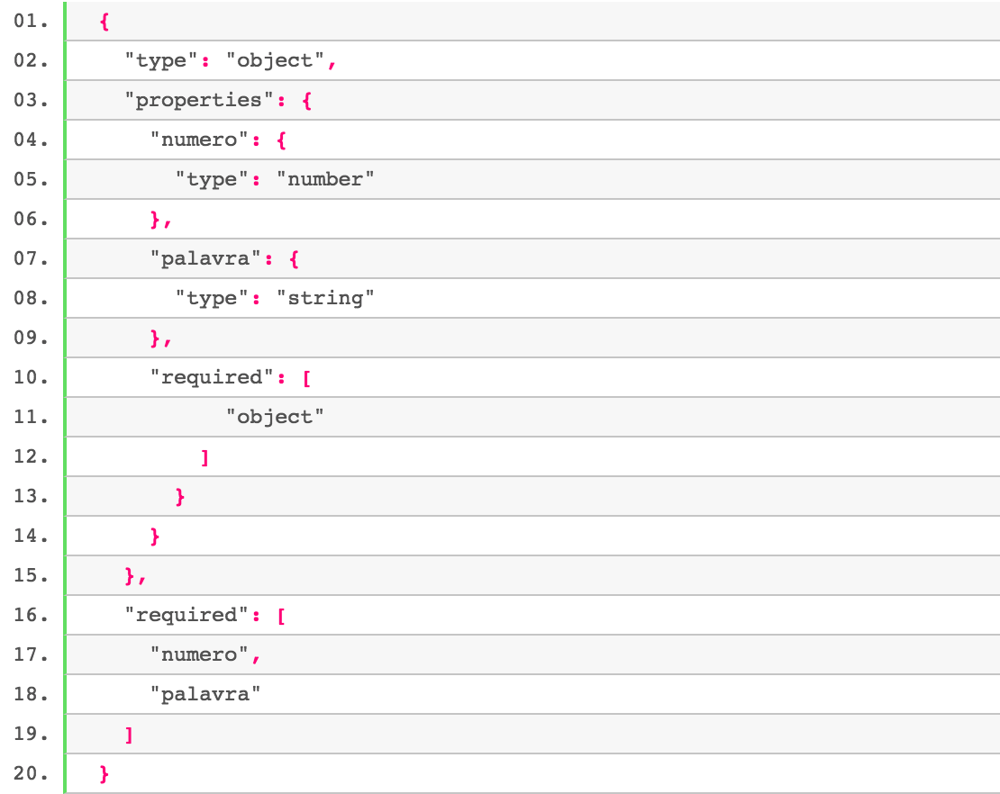 01. {
02. "type": "object",
03. "properties": {
04. "numero": {
05. "type": "number"
06. },
07. "palavra": {
08. "type": "string"
09. },
10. "required": [
11. "object"
12. ]
13. }
14. }
15. },
16. "required": [
17. "numero",
18. "palavra"
19. ]
20. }